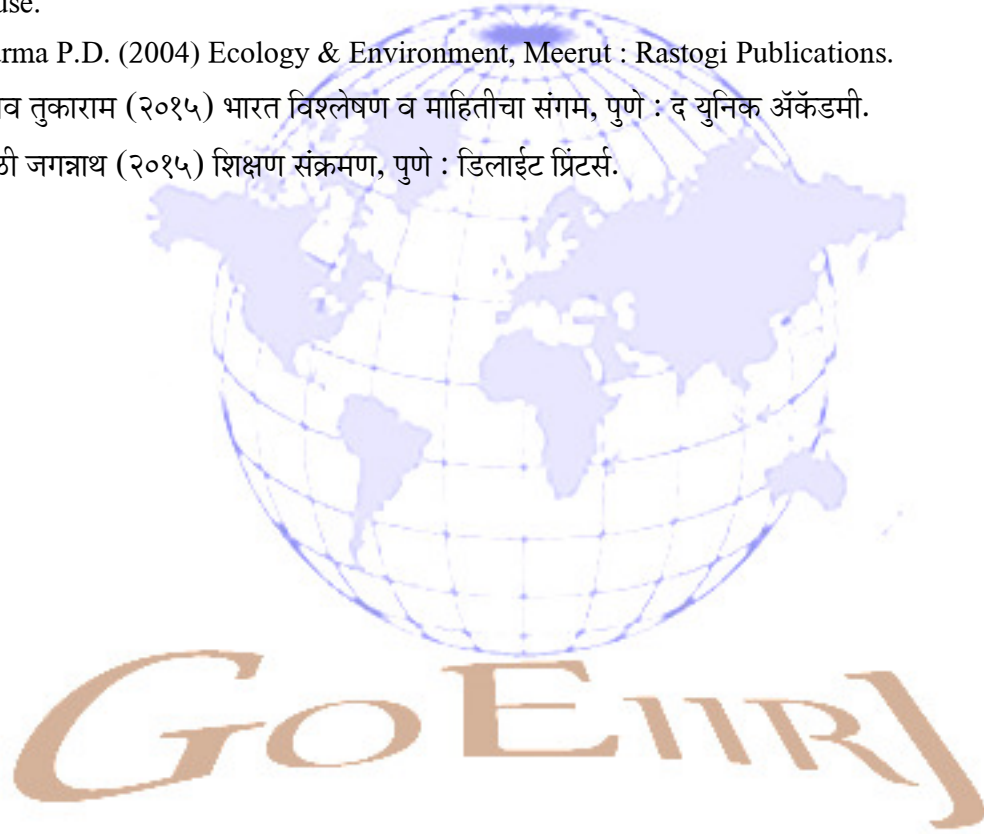 use.
rma P.D. (2004) Ecology & Environment, Meerut : Rastogi Publications.
व तुकाराम (२०१५) भारत विश्लेषण व माहितीचा संगम, पुणे : द युनिक ॲकॅडमी.
ळी जगन्नाथ (२०१५) शिक्षण संक्रमण, पुणे : डिलाईट प्रिंटर्स.
GOEIIRJ